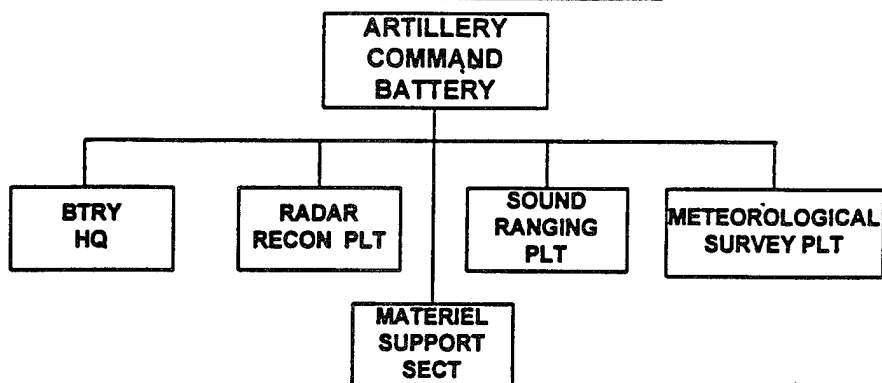 ARTILLERY
COMMAND
BATTERY
BTRY
HQ
RADAR
RECON PLT
SOUND
RANGING
PLT
METEOROLOGICAL
SURVEY PLT
MATERIEL
SUPPORT
SECT